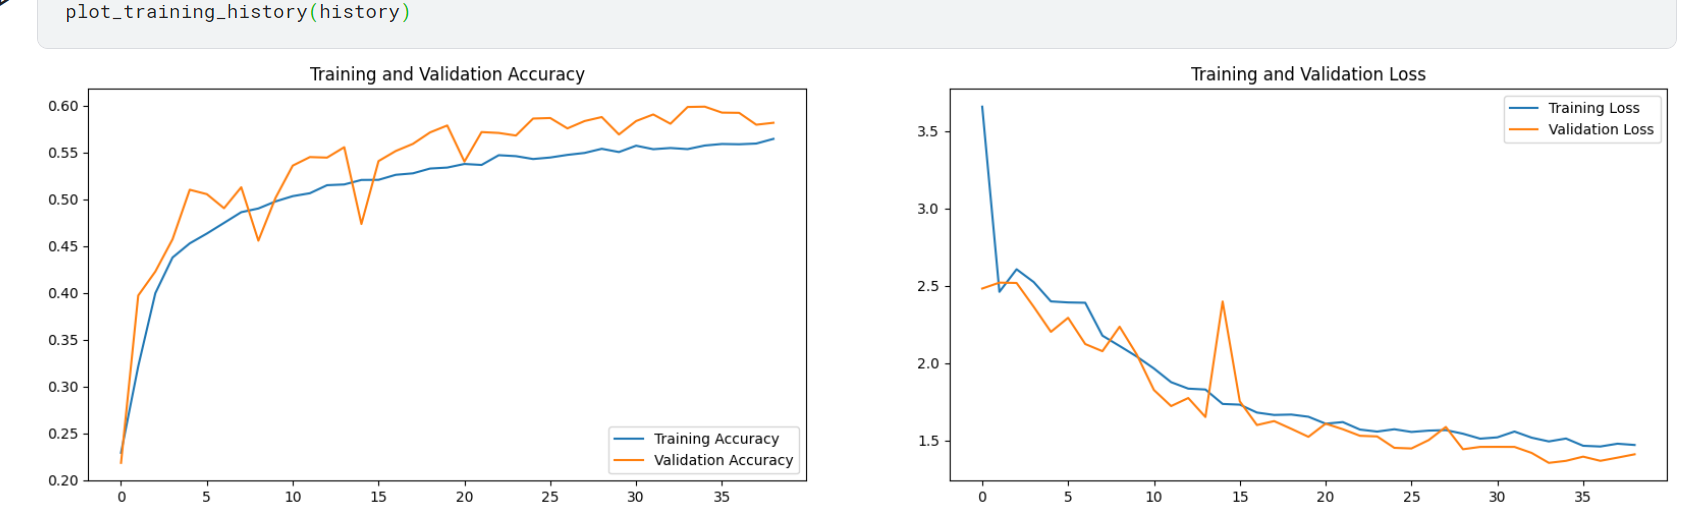 plot_training_history(history)
Training and Validation Accuracy
0.60
0.55
0.50
0.45
0.40
0.35
0.30
0.25
0.20
0 5 10 15 20 25 30 35
Training Accuracy
Validation Accuracy
Training and Validation Loss
3.5
3.0
2.5
2.0
1.5
0 5 10 15 20 25 30 35
Training Loss
Validation Loss